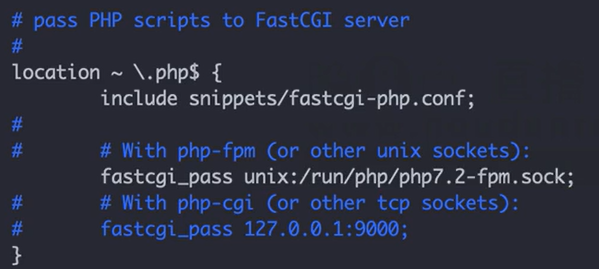 # pass PHP scripts to FastCGI server
#
location ~ \.php$ {
        include snippets/fastcgi-php.conf;
#
#       # With php-fpm (or other unix sockets):
        fastcgi_pass unix:/run/php/php7.2-fpm.sock;
#       # With php-cgi (or other tcp sockets):
#       fastcgi_pass 127.0.0.1:9000;
}